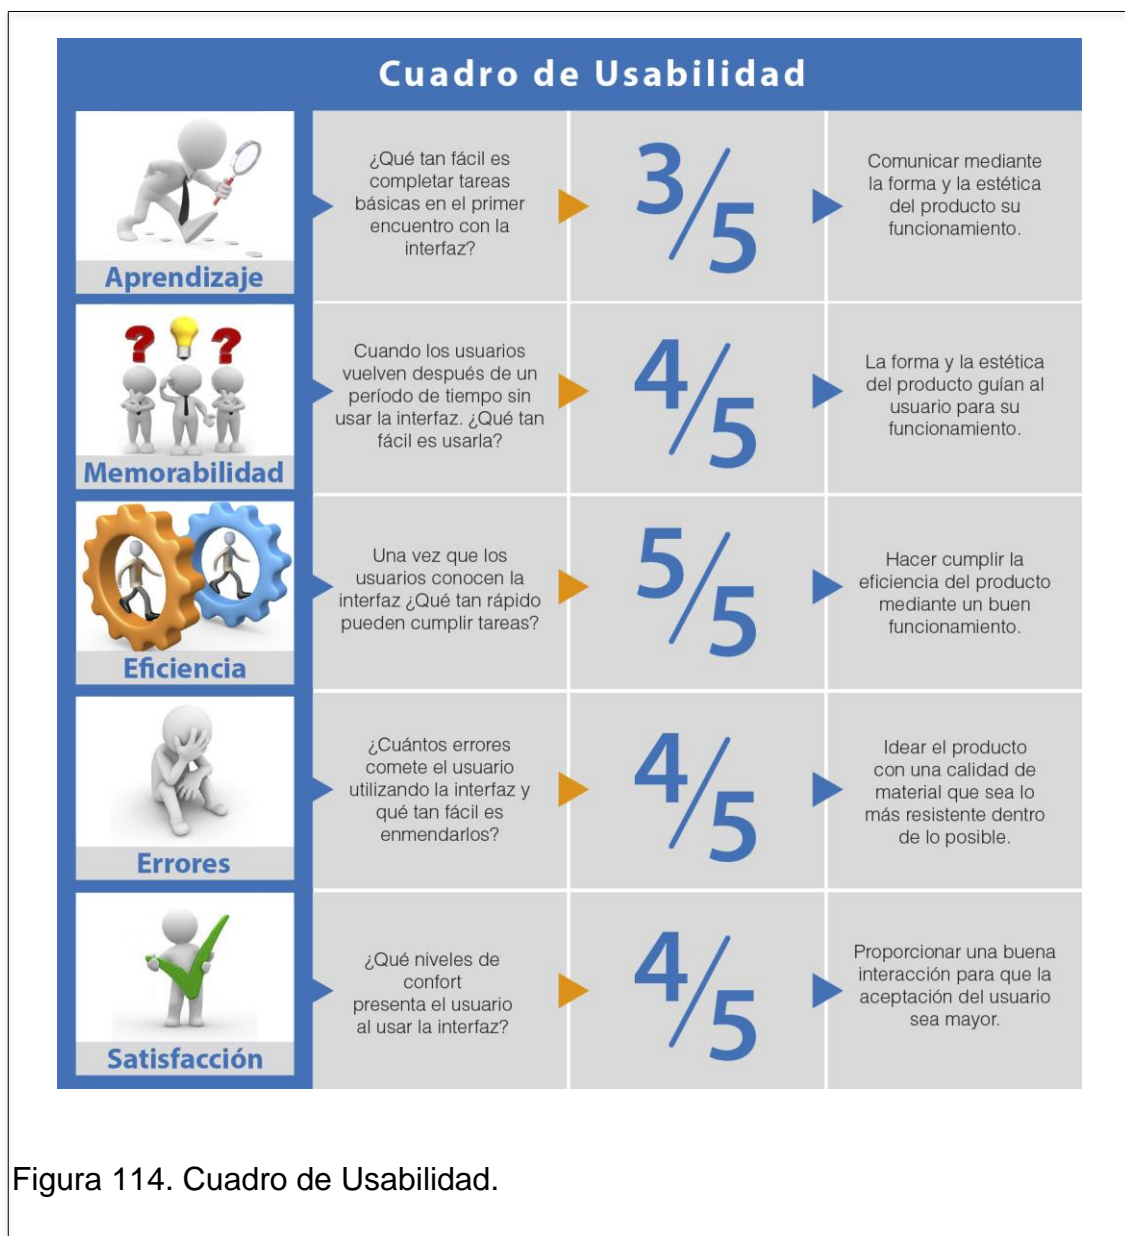 Cuadro de Usabilidad
Aprendizaje
¿Qué tan fácil es
completar tareas
básicas en el primer
encuentro con la
interfaz?
3/5
Comunicar mediante
la forma y la estética
del producto su
funcionamiento.
? ?
Memorabilidad
Cuando los usuarios
vuelven después de un
período de tiempo sin
usar la interfaz. ¿Qué tan
fácil es usarla?
4/5
La forma y la estética
del producto guían al
usuario para su
funcionamiento.
Eficiencia
Una vez que los
usuarios conocen la
interfaz ¿Qué tan rápido
pueden cumplir tareas?
5/5
Hacer cumplir la
eficiencia del producto
mediante un buen
funcionamiento.
Errores
¿Cuántos errores
comete el usuario
utilizando la interfaz y
qué tan fácil es
enmendarlos?
4/5
Idear el producto
con una calidad de
material que sea lo
más resistente dentro
de lo posible.
Satisfacción
¿Qué niveles de
confort
presenta el usuario
al usar la interfaz?
4/5
Proporcionar una buena
interacción para que la
aceptación del usuario
sea mayor.
Figura 114. Cuadro de Usabilidad.